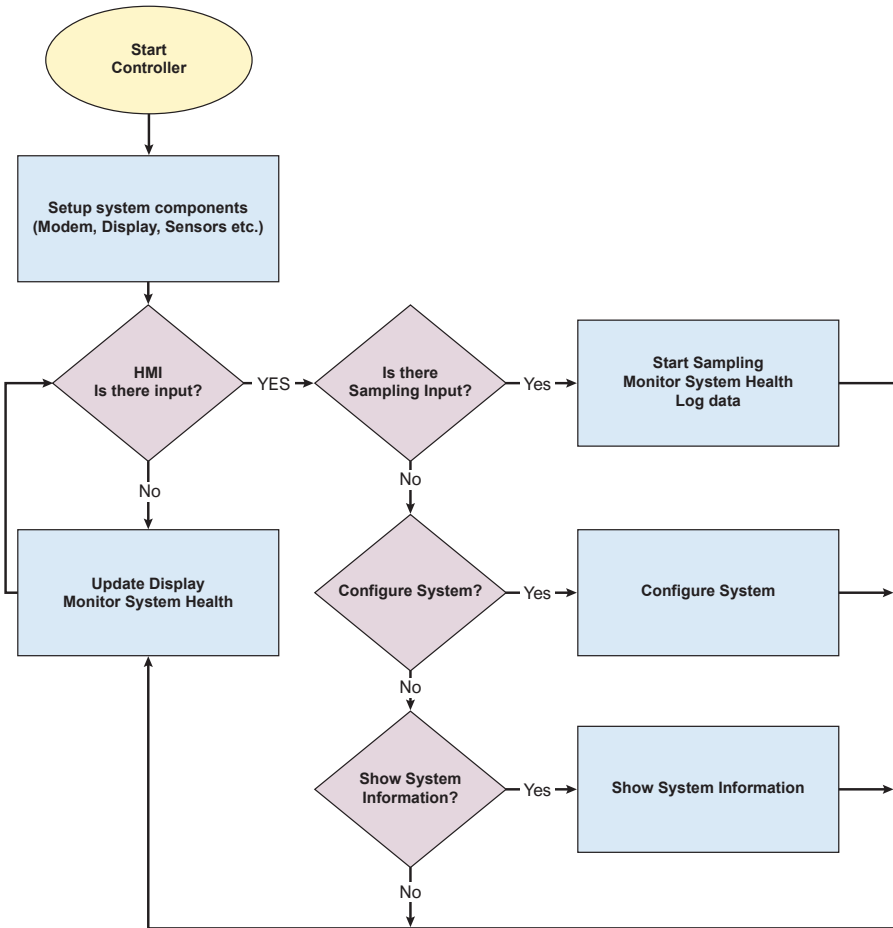 Start
Controller
Setup system components
(Modem, Display, Sensors etc.)
HMI
Is there input?
YES
Is there
Sampling Input?
Yes
Start Sampling
Monitor System Health
Log data
No
No
Update Display
Monitor System Health
Configure System?
Yes
Configure System
No
Show System
Information?
Yes
Show System Information
No